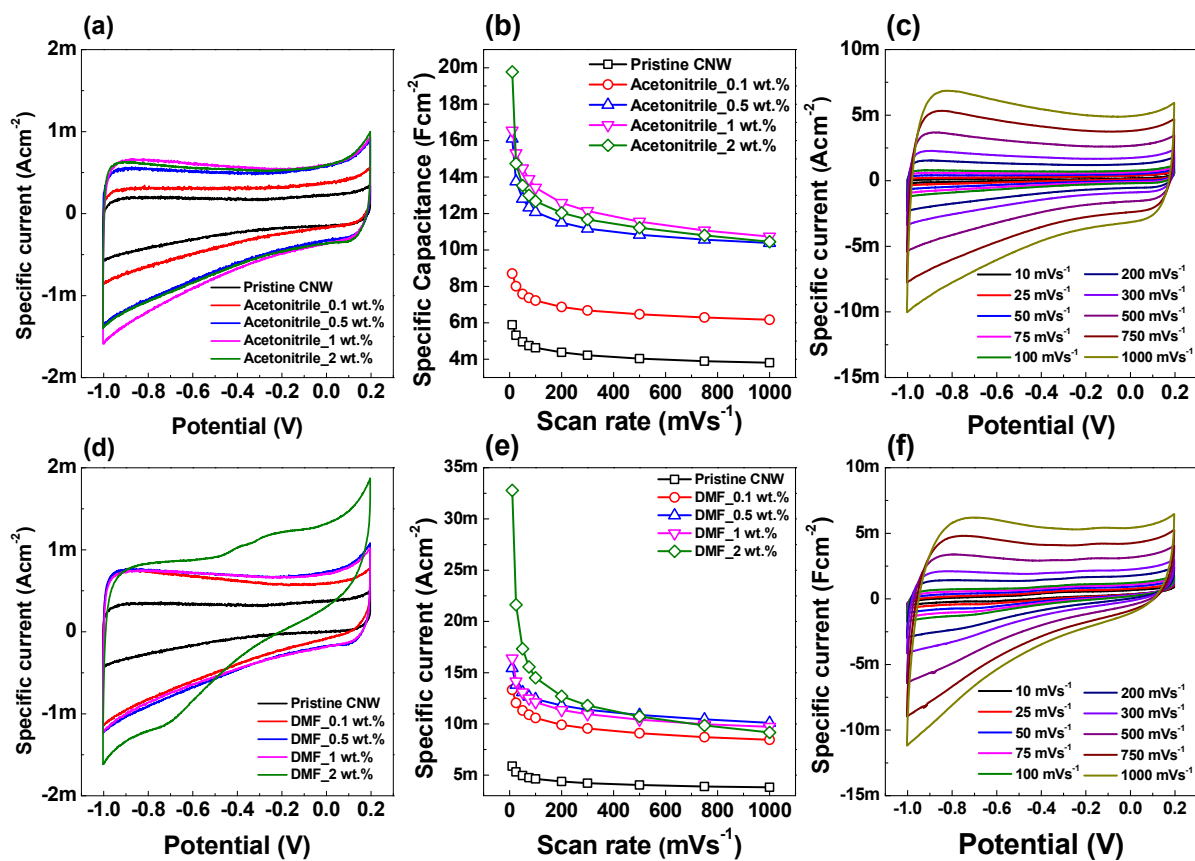 (a)
2m
1m
0
-1m
-2m
Specific current (Acm⁻²)
Pristine CNW
Acetonitrile_0.1 wt.%
Acetonitrile_0.5 wt.%
Acetonitrile_1 wt.%
Acetonitrile_2 wt.%
-1.0 -0.8 -0.6 -0.4 -0.2 0.0 0.2
Potential (V)
(b)
20m
18m
16m
14m
12m
10m
8m
6m
4m
Specific Capacitance (Fcm⁻²)
Pristine CNW
Acetonitrile_0.1 wt.%
Acetonitrile_0.5 wt.%
Acetonitrile_1 wt.%
Acetonitrile_2 wt.%
0 200 400 600 800 1000
Scan rate (mVs⁻¹)
(c)
10m
5m
0
-5m
-10m
-15m
Specific current (Acm⁻²)
10 mVs⁻¹
25 mVs⁻¹
50 mVs⁻¹
75 mVs⁻¹
100 mVs⁻¹
200 mVs⁻¹
300 mVs⁻¹
500 mVs⁻¹
750 mVs⁻¹
1000 mVs⁻¹
-1.0 -0.8 -0.6 -0.4 -0.2 0.0 0.2
Potential (V)
(d)
2m
1m
0
-1m
-2m
Specific current (Acm⁻²)
Pristine CNW
DMF_0.1 wt.%
DMF_0.5 wt.%
DMF_1 wt.%
DMF_2 wt.%
-1.0 -0.8 -0.6 -0.4 -0.2 0.0 0.2
Potential (V)
(e)
35m
30m
25m
20m
15m
10m
5m
Specific current (Acm⁻²)
Pristine CNW
DMF_0.1 wt.%
DMF_0.5 wt.%
DMF_1 wt.%
DMF_2 wt.%
0 200 400 600 800 1000
Scan rate (mVs⁻¹)
(f)
10m
5m
0
-5m
-10m
-15m
Specific current (Fcm⁻²)
10 mVs⁻¹
25 mVs⁻¹
50 mVs⁻¹
75 mVs⁻¹
100 mVs⁻¹
200 mVs⁻¹
300 mVs⁻¹
500 mVs⁻¹
750 mVs⁻¹
1000 mVs⁻¹
-1.0 -0.8 -0.6 -0.4 -0.2 0.0 0.2
Potential (V)